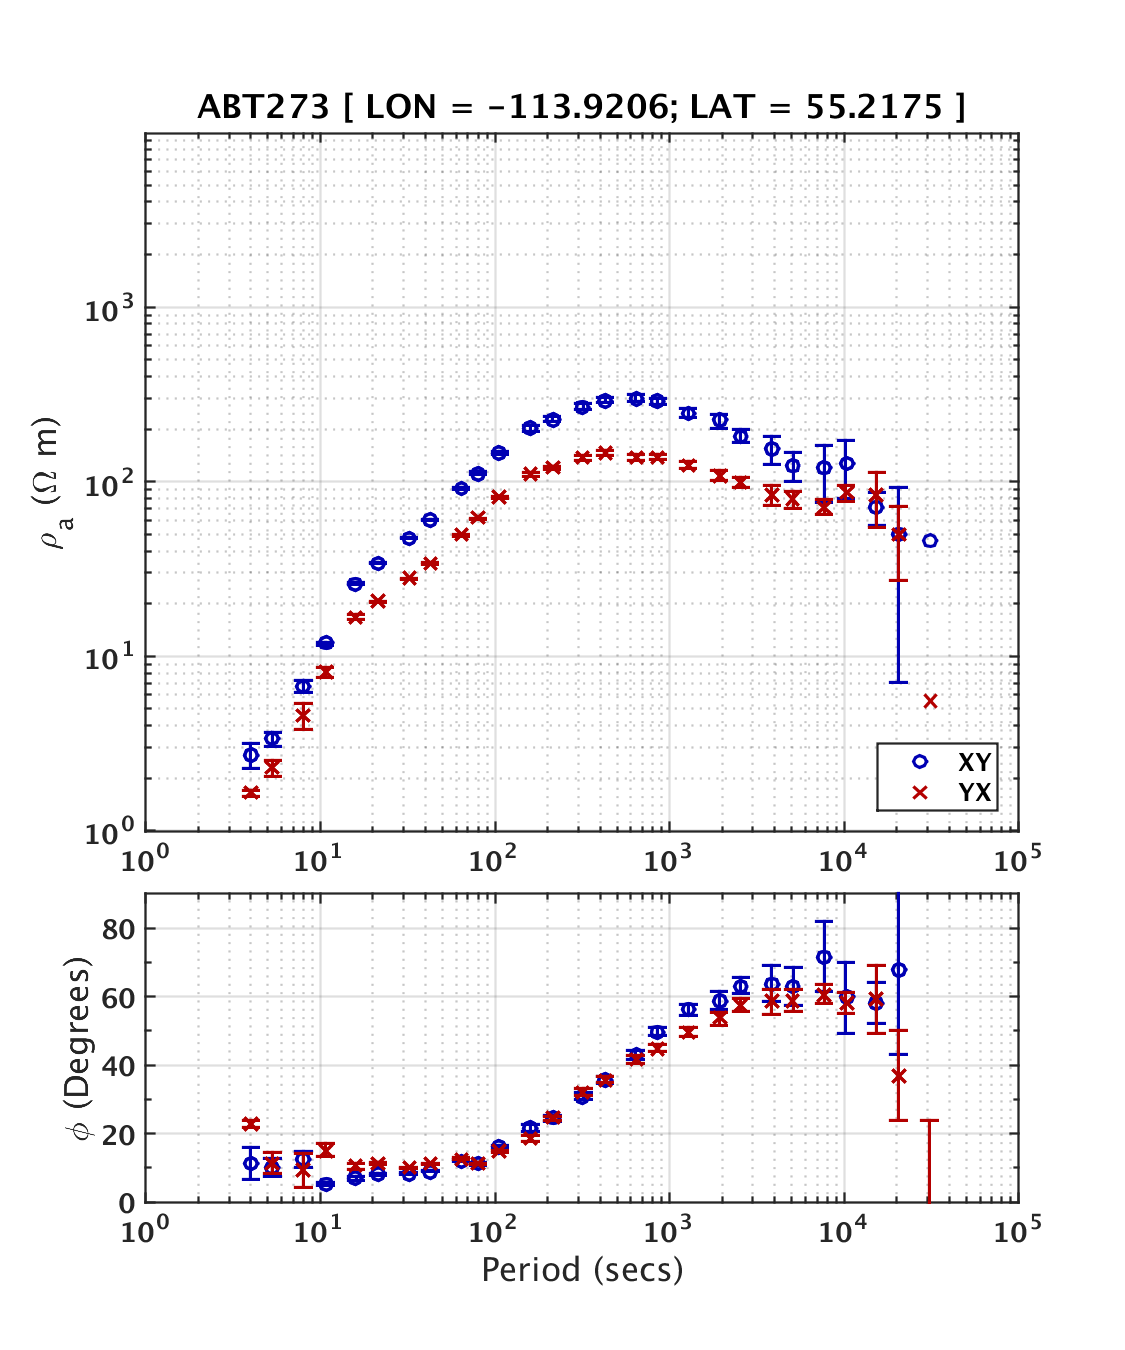 ABT273 [ LON = -113.9206; LAT = 55.2175 ]
ρa (Ω m)
10³
10²
10¹
10⁰
XY
YX
10⁰ 10¹ 10² 10³ 10⁴ 10⁵
ϕ (Degrees)
80
60
40
20
0
10⁰ 10¹ 10² 10³ 10⁴ 10⁵
Period (secs)